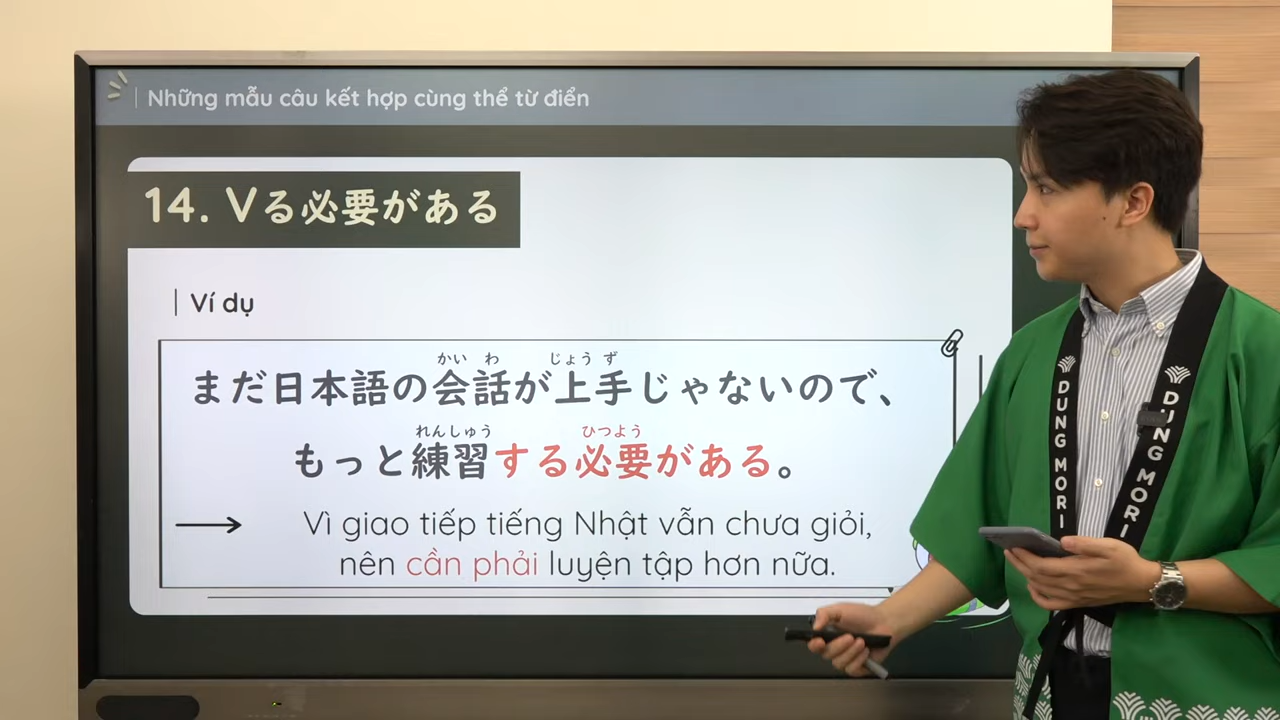 Những mẫu câu kết hợp cùng thể từ điển
14. Vる必要がある
Ví dụ
かい わ じょう ず
まだ日本語の会話が上手じゃないので、
れんしゅう ひつよう
もっと練習する必要がある。
Vì giao tiếp tiếng Nhật vẫn chưa giỏi,
nên cần phải luyện tập hơn nữa.
DUNG MORI
DUNG MORI